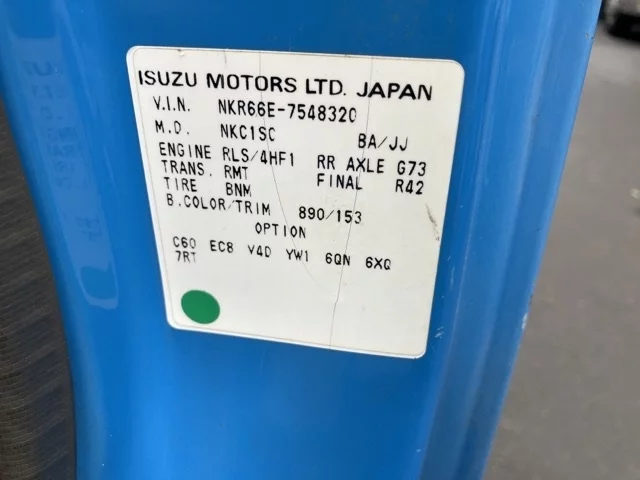 ISUZU MOTORS LTD. JAPAN
V.I.N. NKR66E-7548320
M.D. NKC1SC BA/JJ
ENGINE RLS/4HF1 RR AXLE G73
TRANS. RMT FINAL R42
TIRE BNM
B.COLOR/TRIM 890/153
OPTION
C60 EC8 V4D YW1 6QN 6XQ
7RT